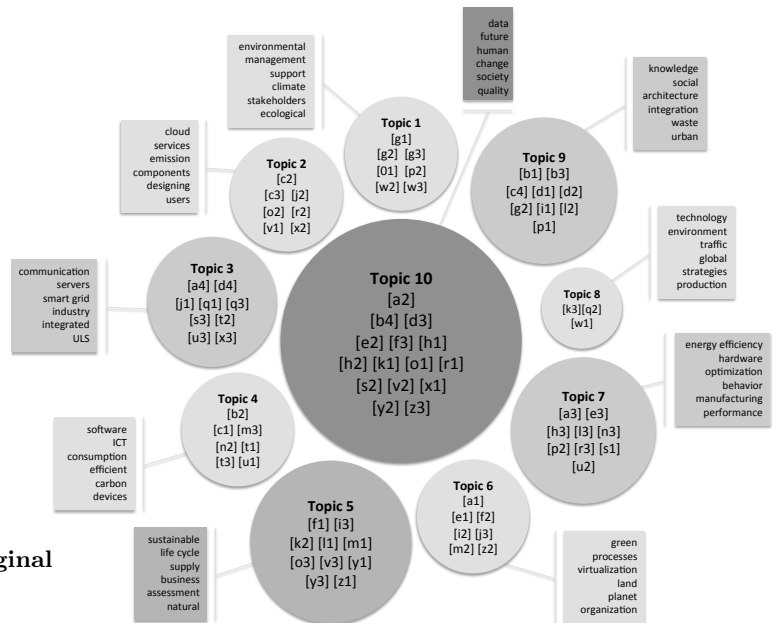 data
future
human
change
society
quality
environmental
management
support
climate
stakeholders
ecological
knowledge
social
architecture
integration
waste
urban
cloud
services
emission
components
designing
users
Topic 1
[g1]
[g2] [g3]
[01] [p2]
[w2] [w3]
Topic 2
[c2]
[c3] [j2]
[o2] [r2]
[v1] [x2]
Topic 9
[b1] [b3]
[c4] [d1] [d2]
[g2] [i1] [l2]
[p1]
technology
environment
traffic
global
strategies
production
communication
servers
smart grid
industry
integrated
ULS
Topic 3
[a4] [d4]
[j1] [q1] [q3]
[s3] [t2]
[u3] [x3]
Topic 10
[a2]
[b4] [d3]
[e2] [f3] [h1]
[h2] [k1] [o1] [r1]
[s2] [v2] [x1]
[y2] [z3]
Topic 8
[k3][q2]
[w1]
energy efficiency
hardware
optimization
behavior
manufacturing
performance
Topic 4
[b2]
[c1] [m3]
[n2] [t1]
[t3] [u1]
Topic 7
[a3] [e3]
[h3] [l3] [n3]
[p2] [r3] [s1]
[u2]
software
ICT
consumption
efficient
carbon
devices
Topic 5
[f1] [i3]
[k2] [l1] [m1]
[o3] [v3] [y1]
[y3] [z1]
Topic 6
[a1]
[e1] [f2]
[i2] [j3]
[m2] [z2]
ginal
sustainable
life cycle
supply
business
assessment
natural
green
processes
virtualization
land
planet
organization